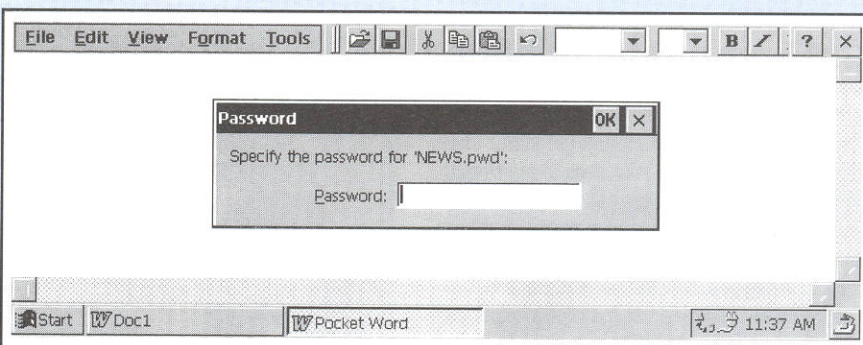 File Edit View Format Tools B I ? ×
Password OK ×
Specify the password for 'NEWS.pwd':
Password:
Start Doc1 Pocket Word 11:37 AM